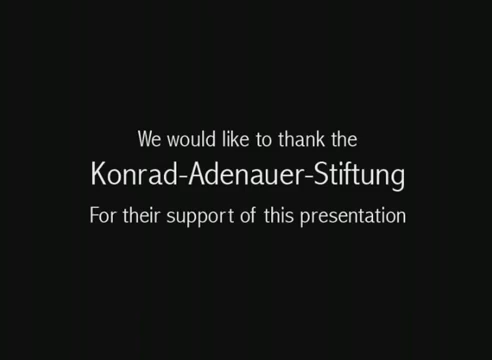 We would like to thank the
Konrad-Adenauer-Stiftung
For their support of this presentation